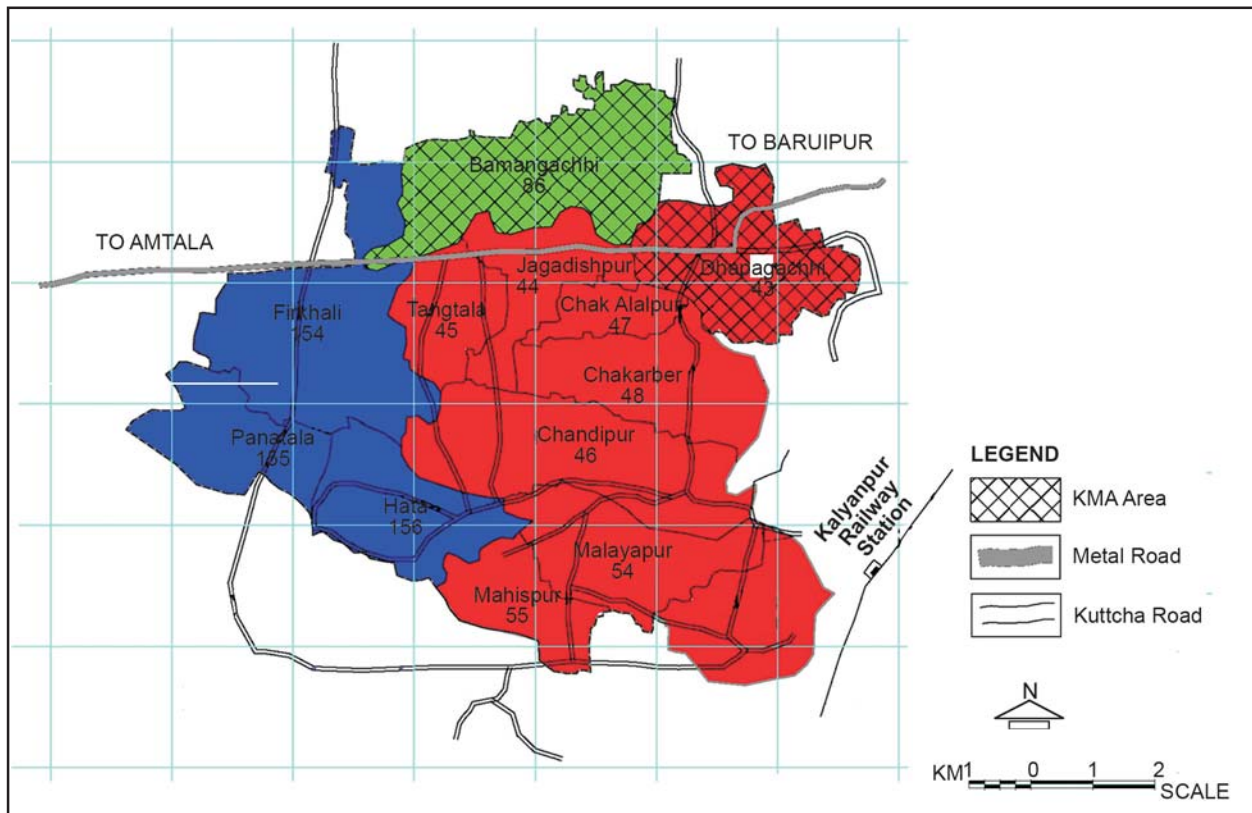 Bamangachhi
86
TO BARUIPUR
TO AMTALA
Jagadishpur
44
Dhapagachhi
43
Firkhali
154
Tangtala
45
Chak Alalpur
47
Chakarber
48
Panatala
155
Chandipur
46
Hata
156
Malayapur
54
Mahispur
55
Kalyanpur
Railway
Station
LEGEND
KMA Area
Metal Road
Kuttcha Road
N
KM1 0 1 2
SCALE